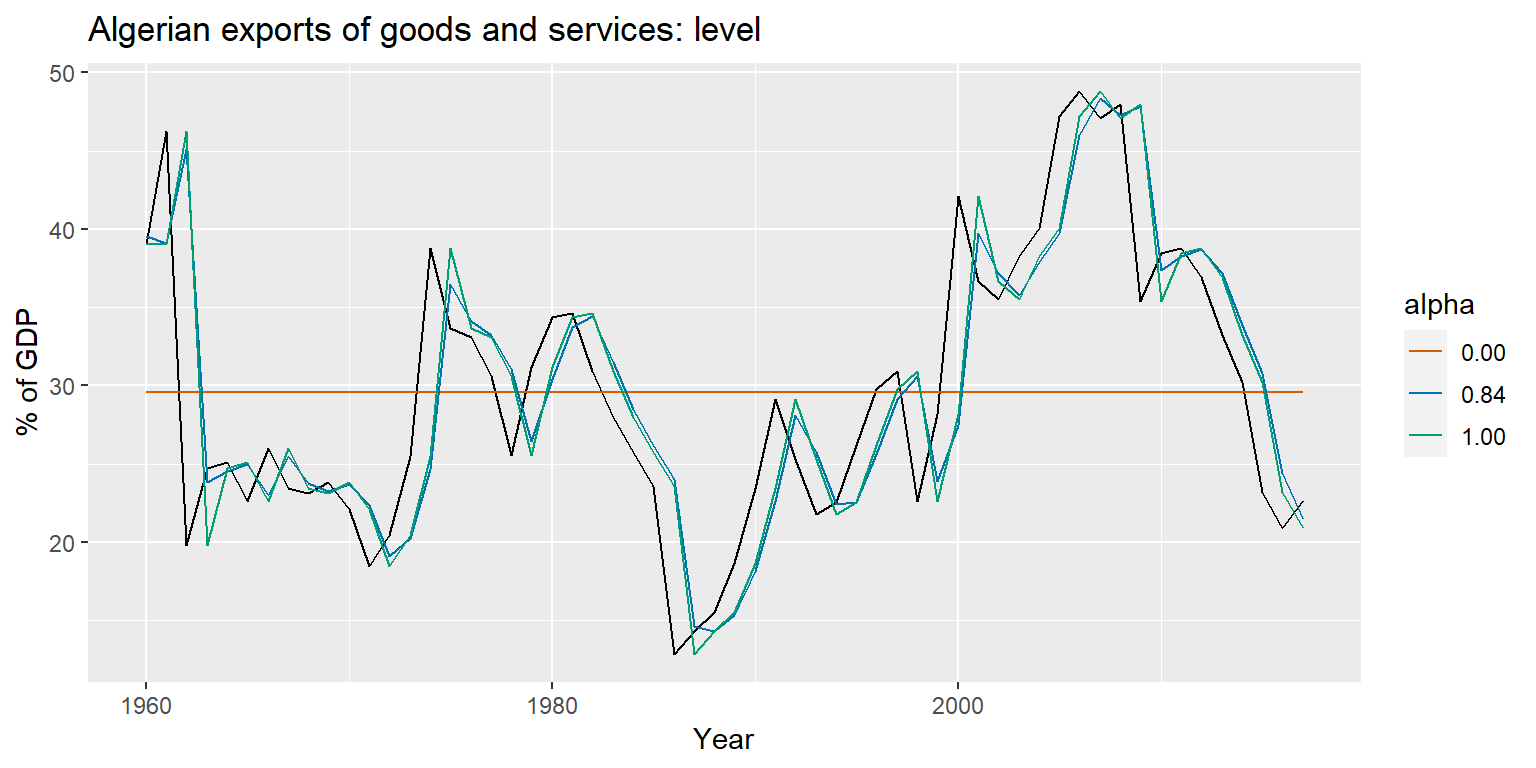 Algerian exports of goods and services: level
50
40
30
20
% of GDP
1960
1980
2000
Year
alpha
0.00
0.84
1.00